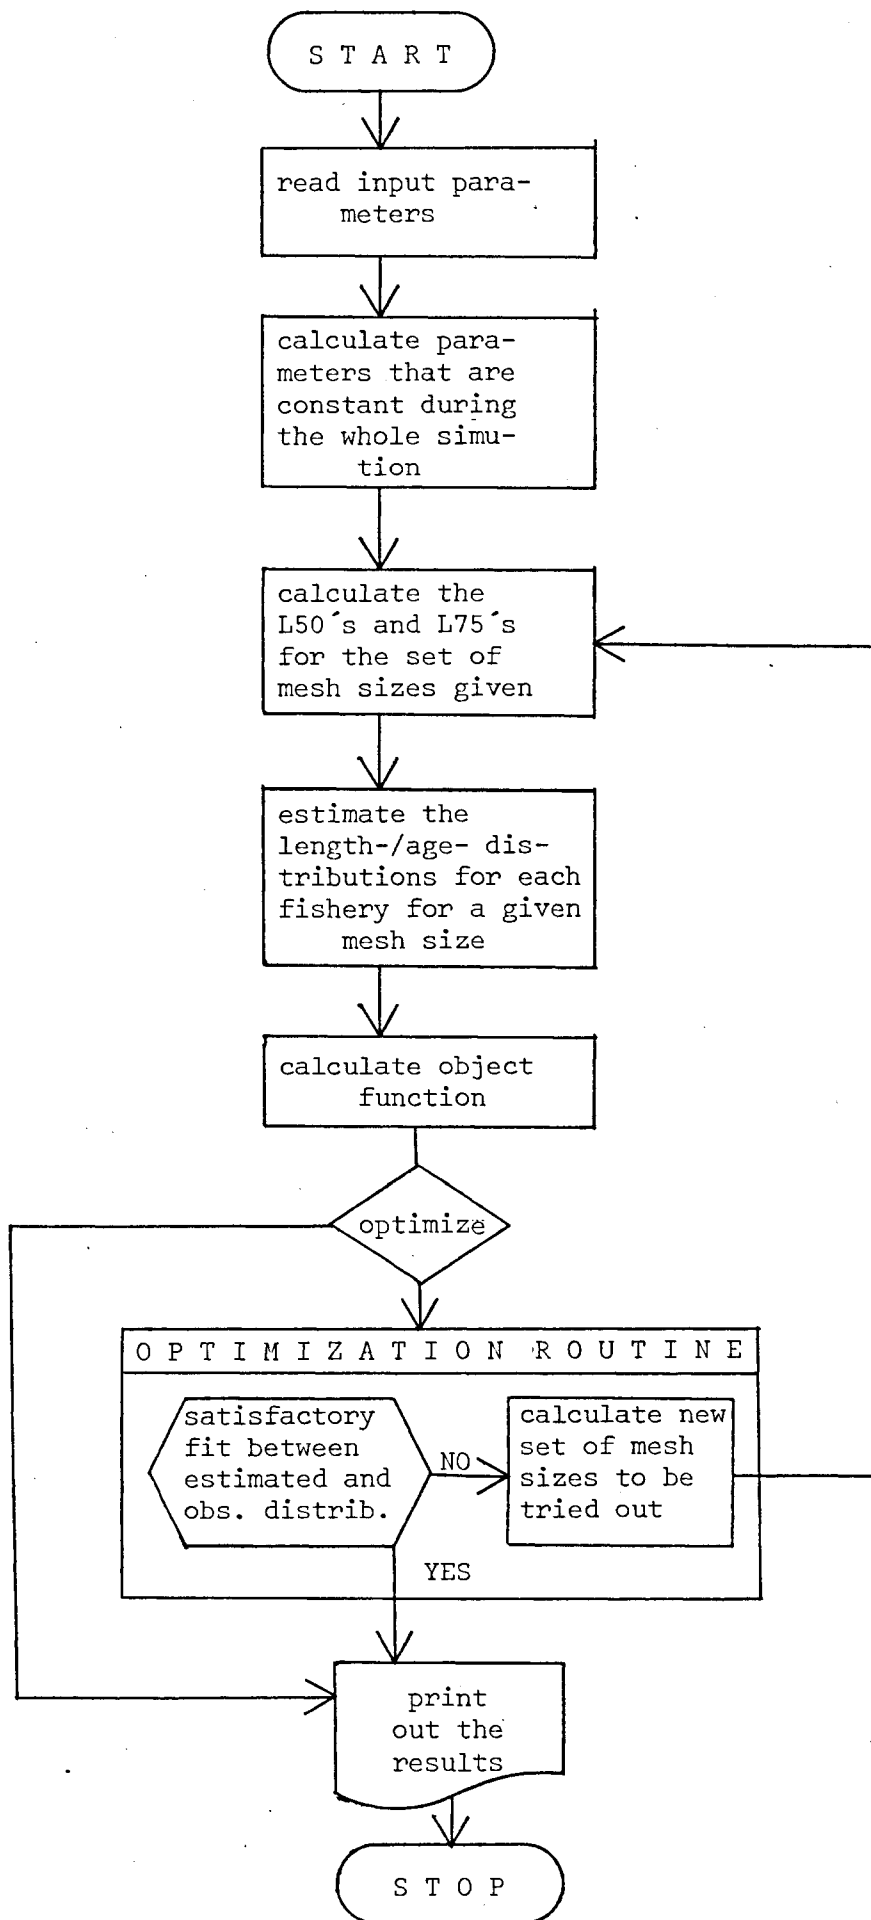 S T A R T
read input para-
meters
calculate para-
meters that are
constant during
the whole simu-
tion
calculate the
L50´s and L75´s
for the set of
mesh sizes given
estimate the
length-/age- dis-
tributions for each
fishery for a given
mesh size
calculate object
function
optimize
O P T I M I Z A T I O N R O U T I N E
satisfactory
fit between
estimated and
obs. distrib.
NO
calculate new
set of mesh
sizes to be
tried out
YES
print
out the
results
S T O P